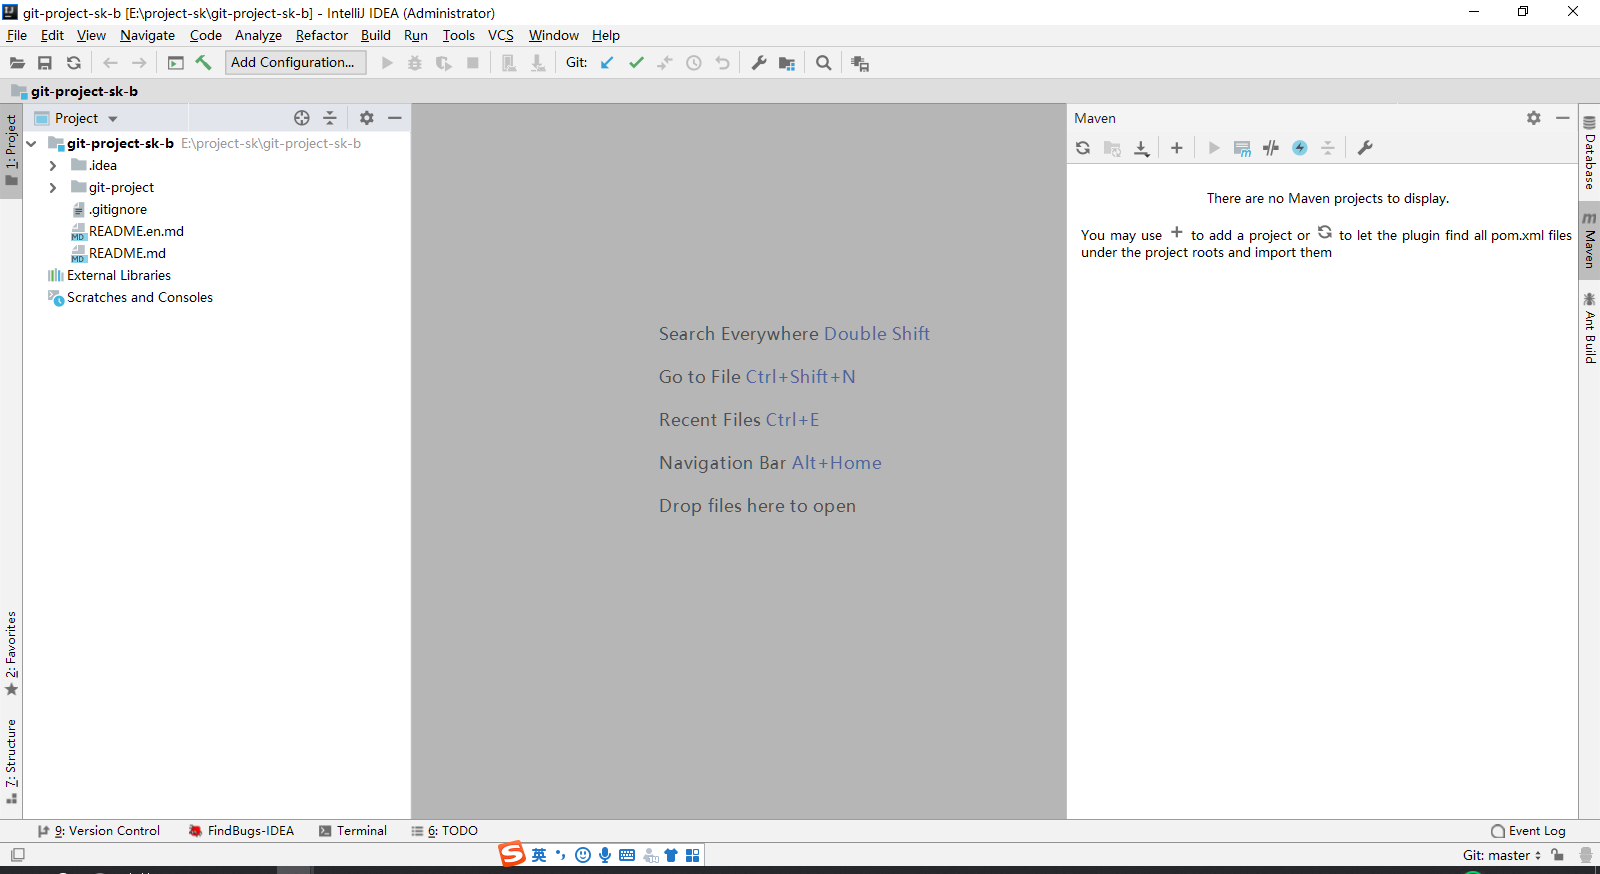 git-project-sk-b [E:\project-sk\git-project-sk-b] - IntelliJ IDEA (Administrator)
File Edit View Navigate Code Analyze Refactor Build Run Tools VCS Window Help
Add Configuration... Git:
git-project-sk-b
1: Project
2: Favorites
7: Structure
Project
git-project-sk-b E:\project-sk\git-project-sk-b
.idea
git-project
.gitignore
README.en.md
README.md
External Libraries
Scratches and Consoles
Search Everywhere Double Shift
Go to File Ctrl+Shift+N
Recent Files Ctrl+E
Navigation Bar Alt+Home
Drop files here to open
Maven
There are no Maven projects to display.
You may use + to add a project or to let the plugin find all pom.xml files
under the project roots and import them
Database
Maven
Ant Build
9: Version Control FindBugs-IDEA Terminal 6: TODO Event Log
英 Git: master